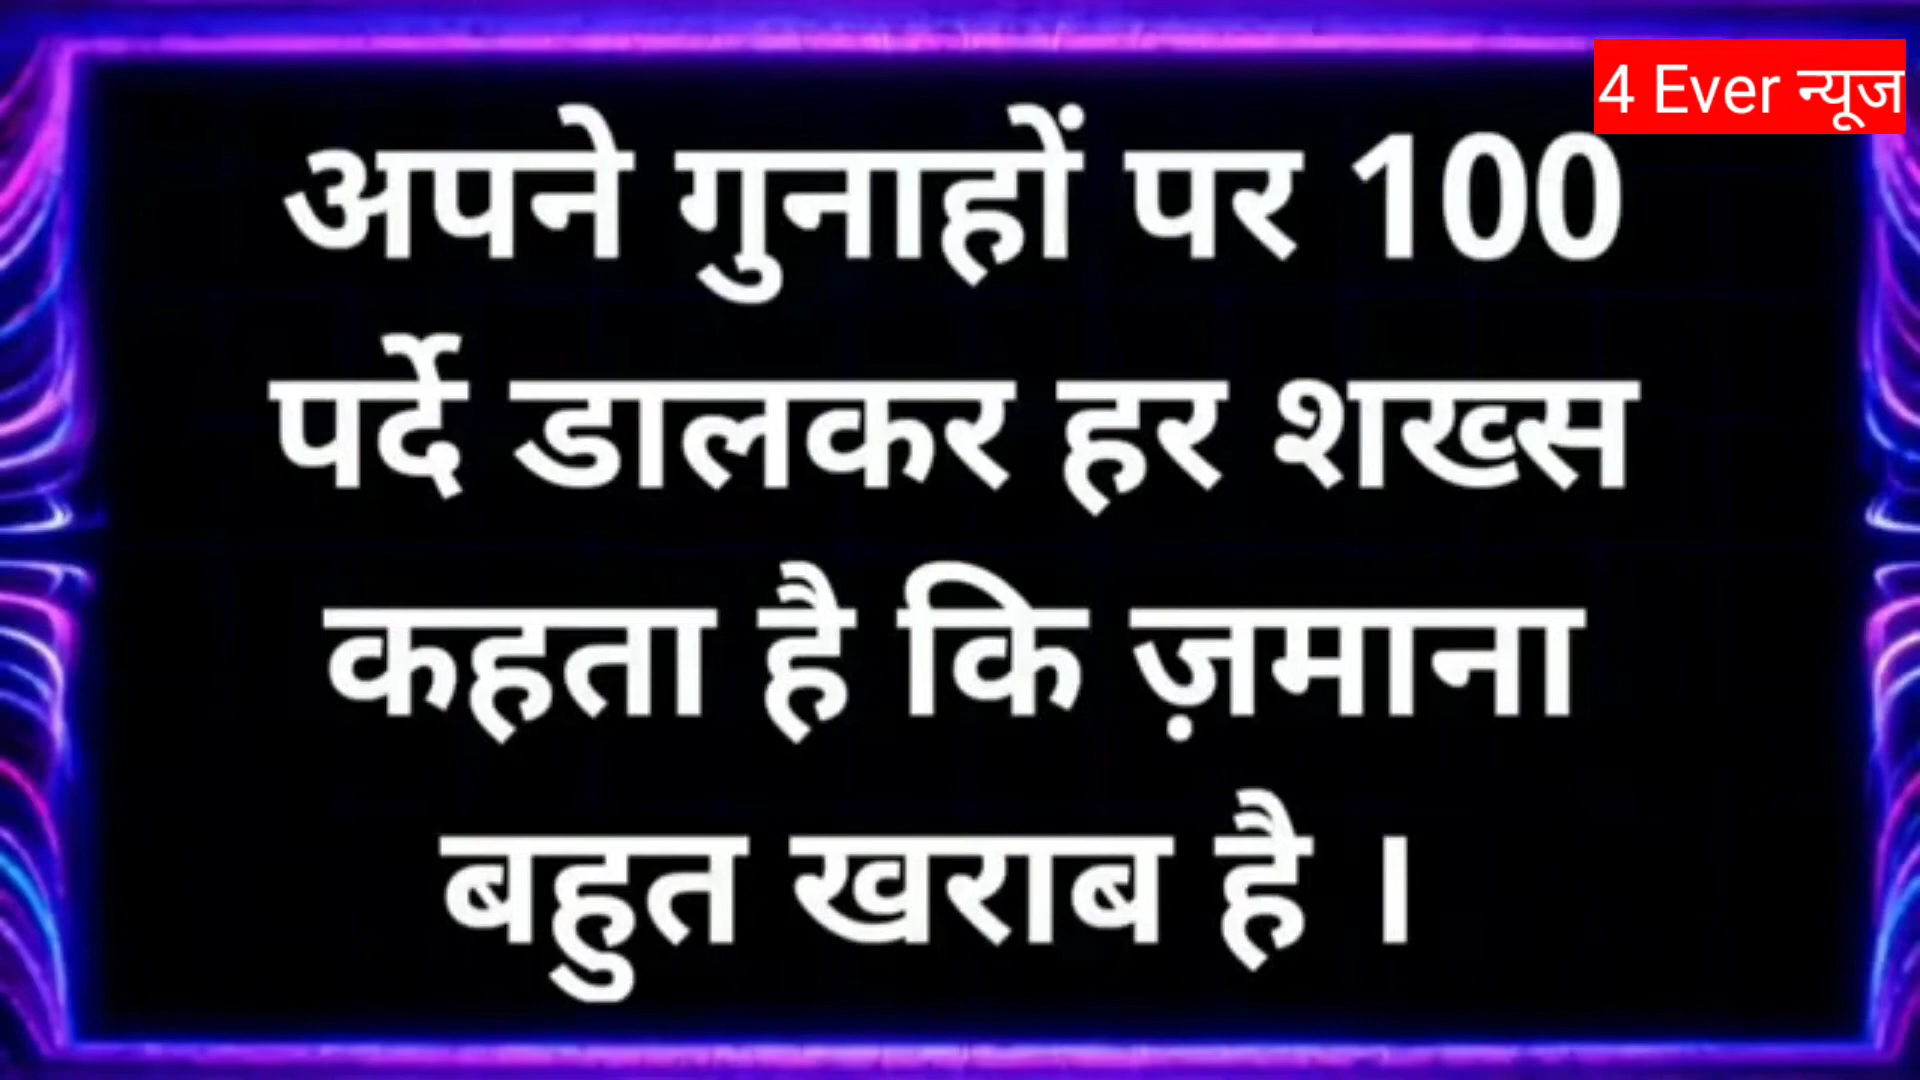 4 Ever न्यूज
अपने गुनाहों पर 100
पर्दे डालकर हर शख्स
कहता है कि ज़माना
बहुत खराब है ।